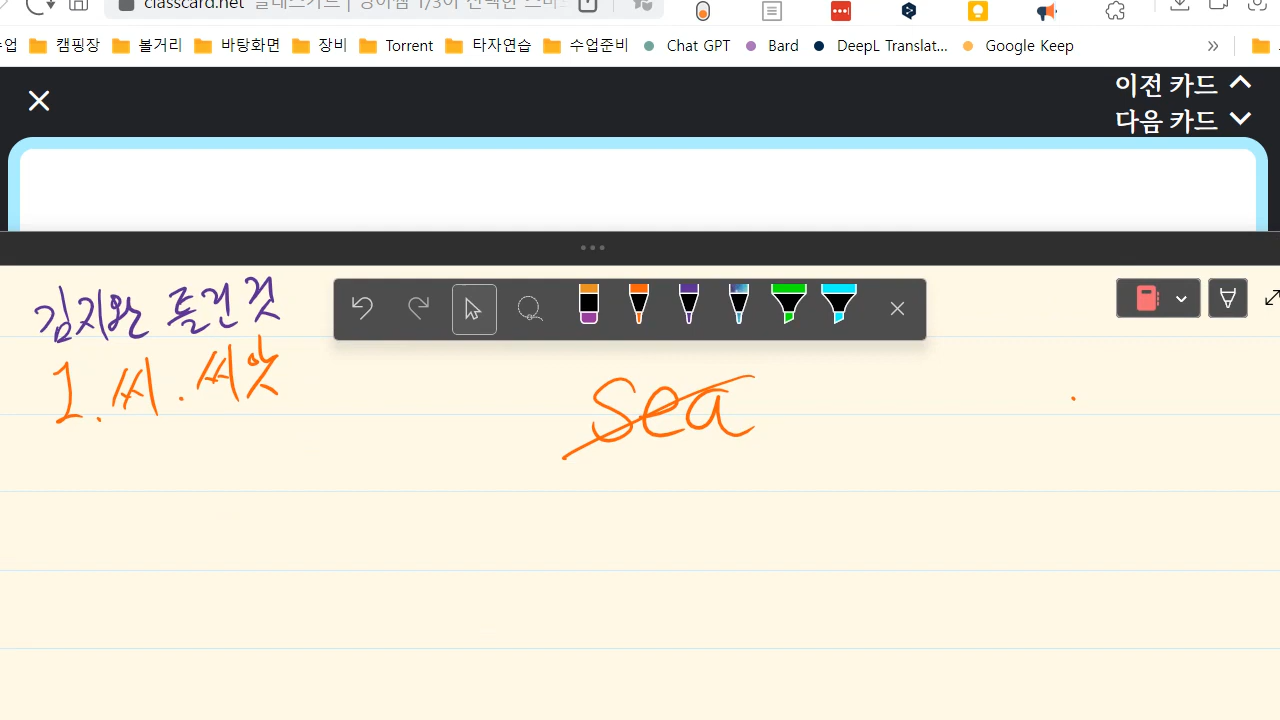 classcard.net
캠핑장 볼거리 바탕화면 장비 Torrent 타자연습 수업준비 Chat GPT Bard DeepL Translat... Google Keep »
이전 카드
다음 카드
김지완 틀린것
1. 씨. 씨앗
sea